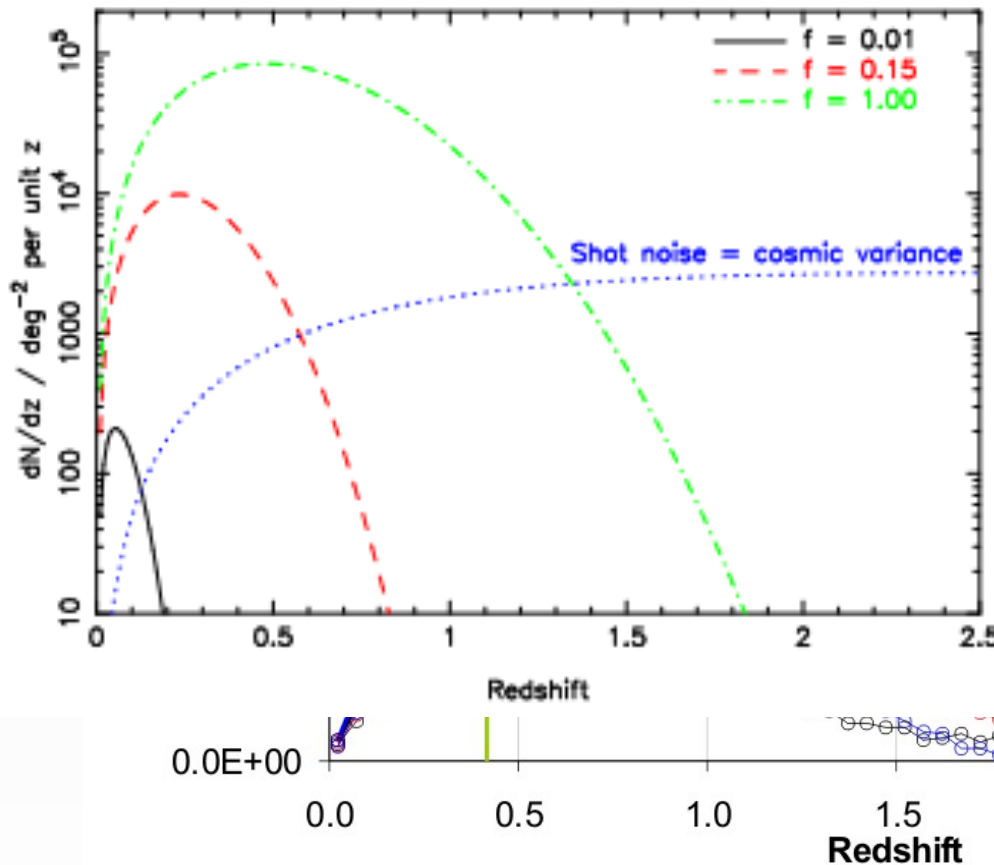 10^5
10^4
1000
100
10
dN/dz / deg^-2 per unit z
f = 0.01
f = 0.15
f = 1.00
Shot noise = cosmic variance
0 0.5 1 1.5 2 2.5
Redshift
0.0E+00
0.0 0.5 1.0 1.5
Redshift